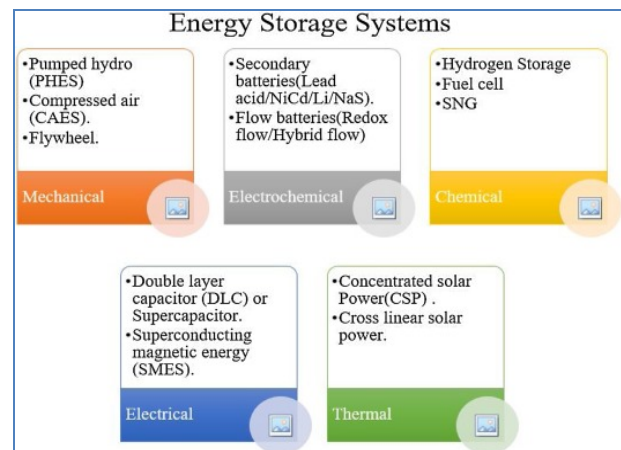 Energy Storage Systems
•Pumped hydro
(PHES)
•Compressed air
(CAES).
•Flywheel.
Mechanical
•Secondary
batteries(Lead
acid/NiCd/Li/NaS).
•Flow batteries(Redox
flow/Hybrid flow)
Electrochemical
•Hydrogen Storage
•Fuel cell
•SNG
Chemical
•Double layer
capacitor (DLC) or
Supercapacitor.
•Superconducting
magnetic energy
(SMES).
Electrical
•Concentrated solar
Power(CSP) .
•Cross linear solar
power.
Thermal